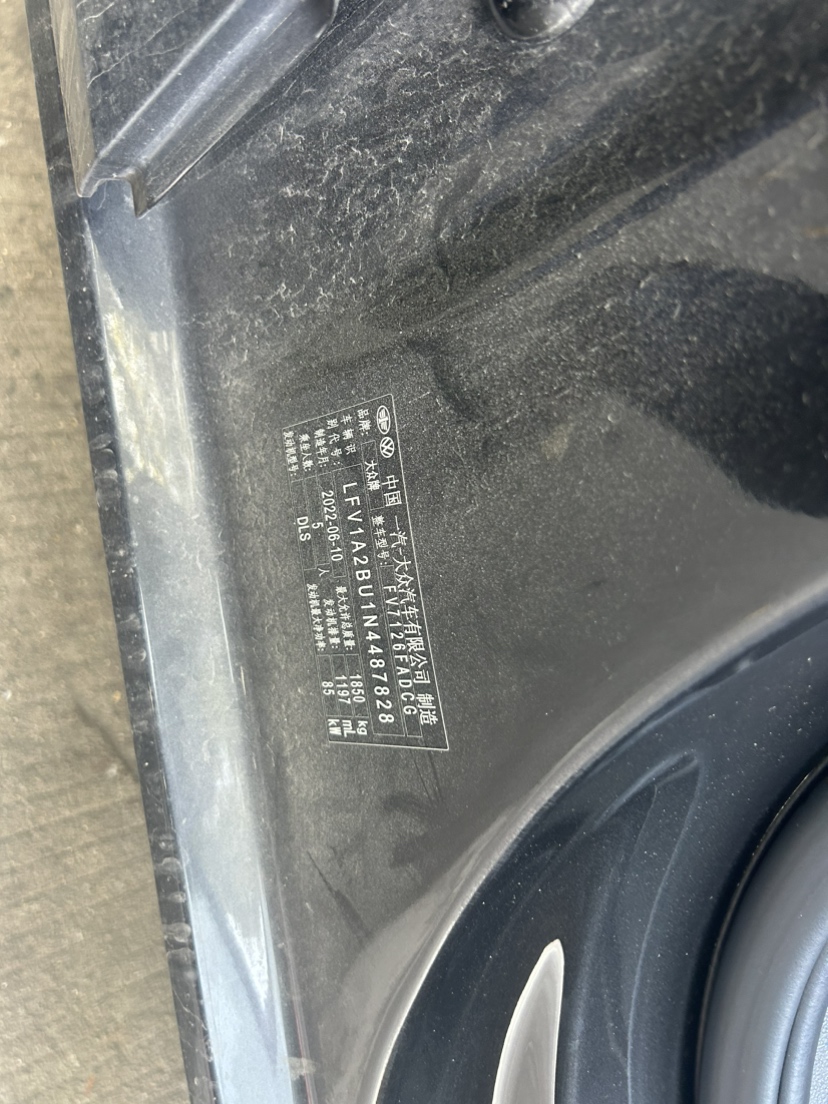 中国 一汽-大众汽车有限公司 制造
品牌: 大众牌 整车型号: FV7126FADCG
车辆识别代号: LFV1A2BU1N4487828
制造年月: 2022-06-10 最大允许总质量: 1850 kg
乘坐人数: 5 人 发动机排量: 1197 mL
发动机型号: DLS 发动机最大净功率: 85 kW